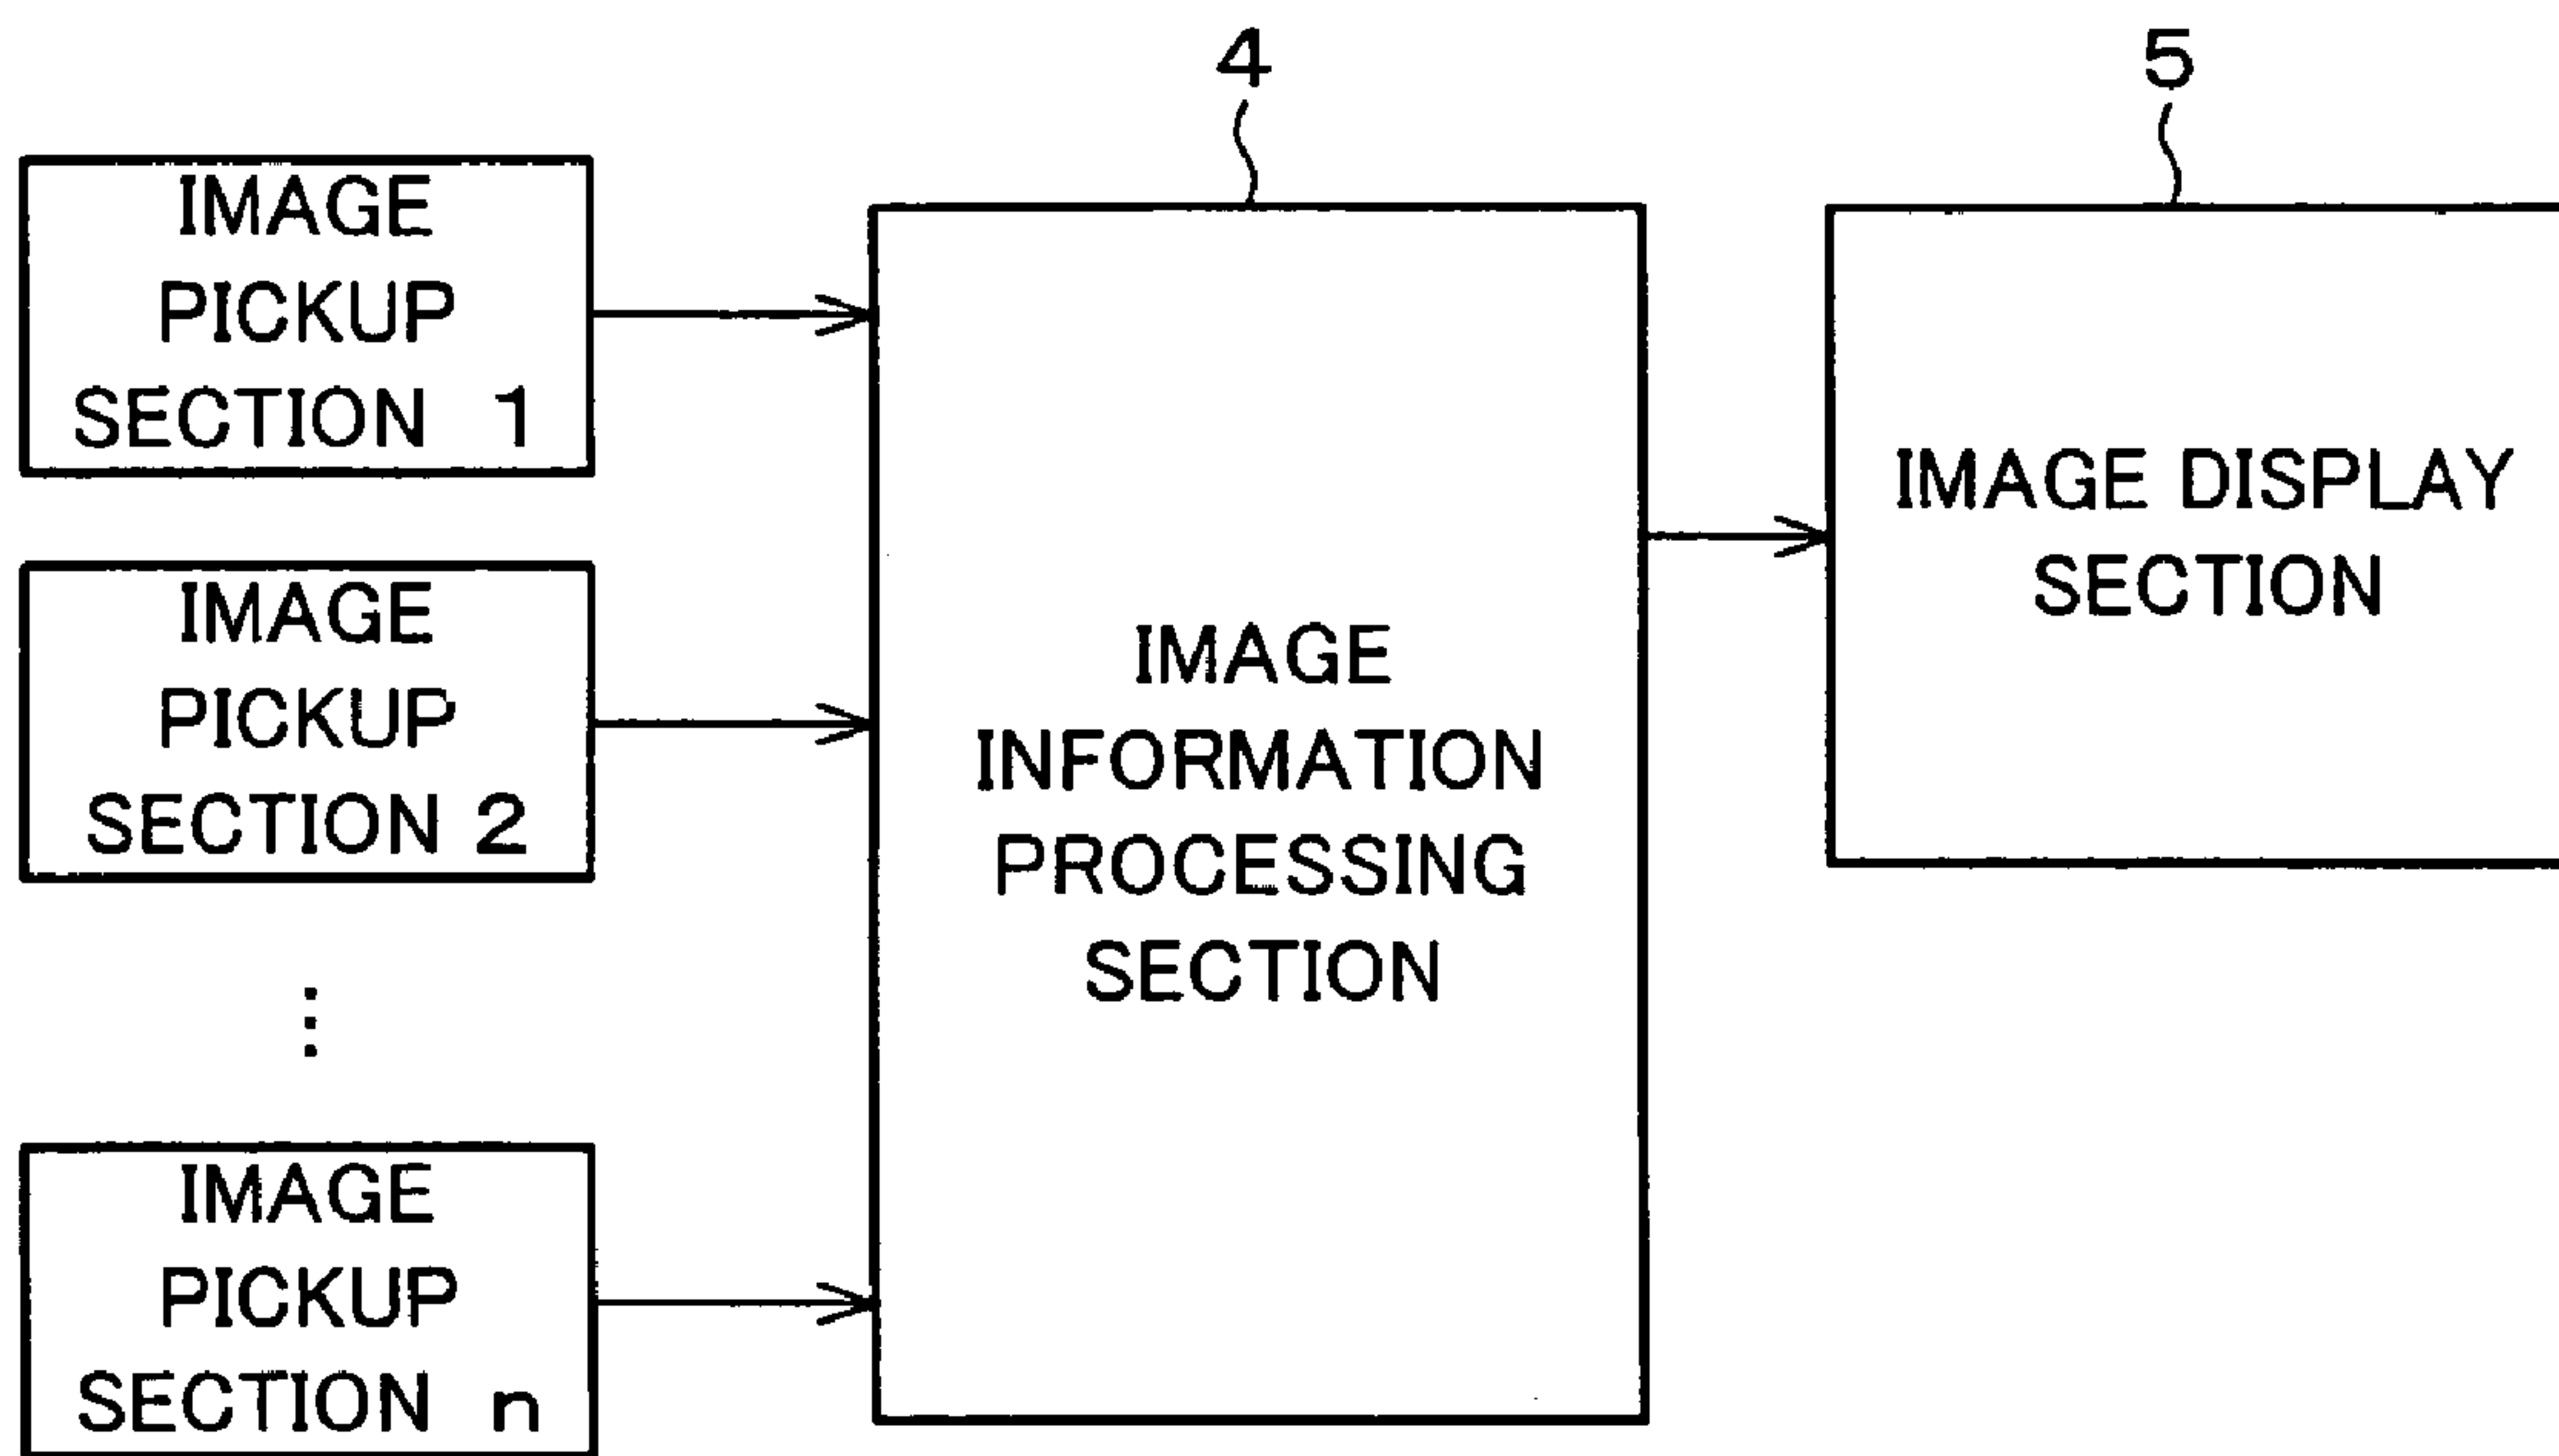 4
5
IMAGE
PICKUP
SECTION 1
IMAGE
PICKUP
SECTION 2
IMAGE
PICKUP
SECTION n
IMAGE
INFORMATION
PROCESSING
SECTION
IMAGE DISPLAY
SECTION